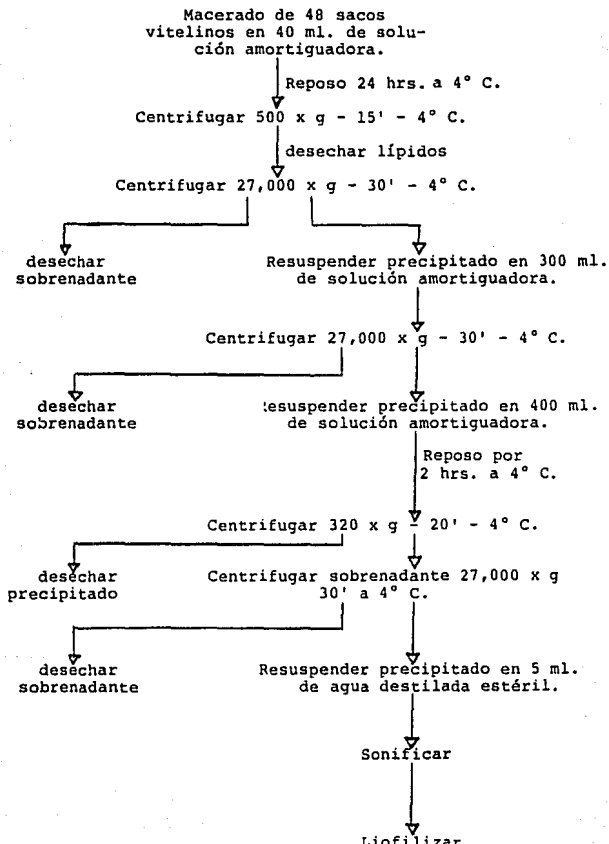 Macerado de 48 sacos
vitelinos en 40 ml. de solu-
ción amortiguadora.
Reposo 24 hrs. a 4° C.
Centrifugar 500 x g - 15' - 4° C.
desechar lípidos
Centrifugar 27,000 x g - 30' - 4° C.
desechar
sobrenadante
Resuspender precipitado en 300 ml.
de solución amortiguadora.
Centrifugar 27,000 x g - 30' - 4° C.
desechar
sobrenadante
esuspender precipitado en 400 ml.
de solución amortiguadora.
Reposo por
2 hrs. a 4° C.
Centrifugar 320 x g - 20' - 4° C.
desechar
precipitado
Centrifugar sobrenadante 27,000 x g
30' a 4° C.
desechar
sobrenadante
Resuspender precipitado en 5 ml.
de agua destilada estéril.
Sonificar
Liofilizar